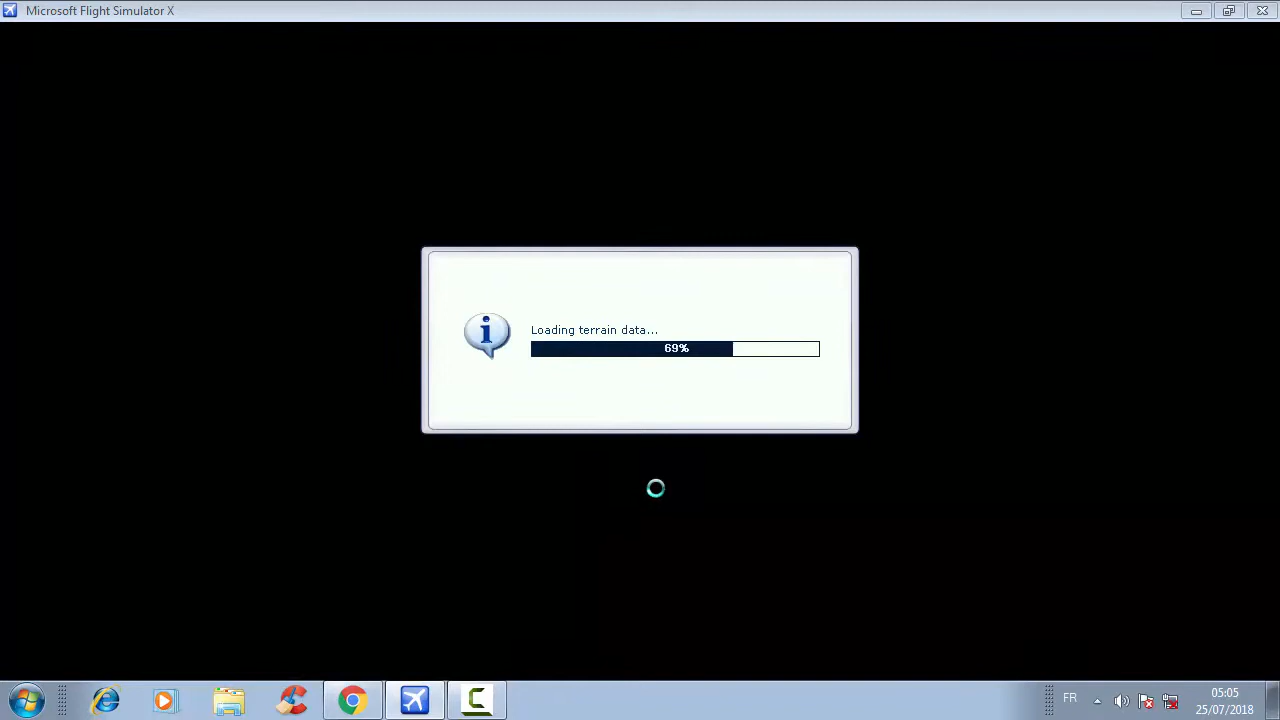 Microsoft Flight Simulator X
Loading terrain data...
69%
FR
05:05
25/07/2018